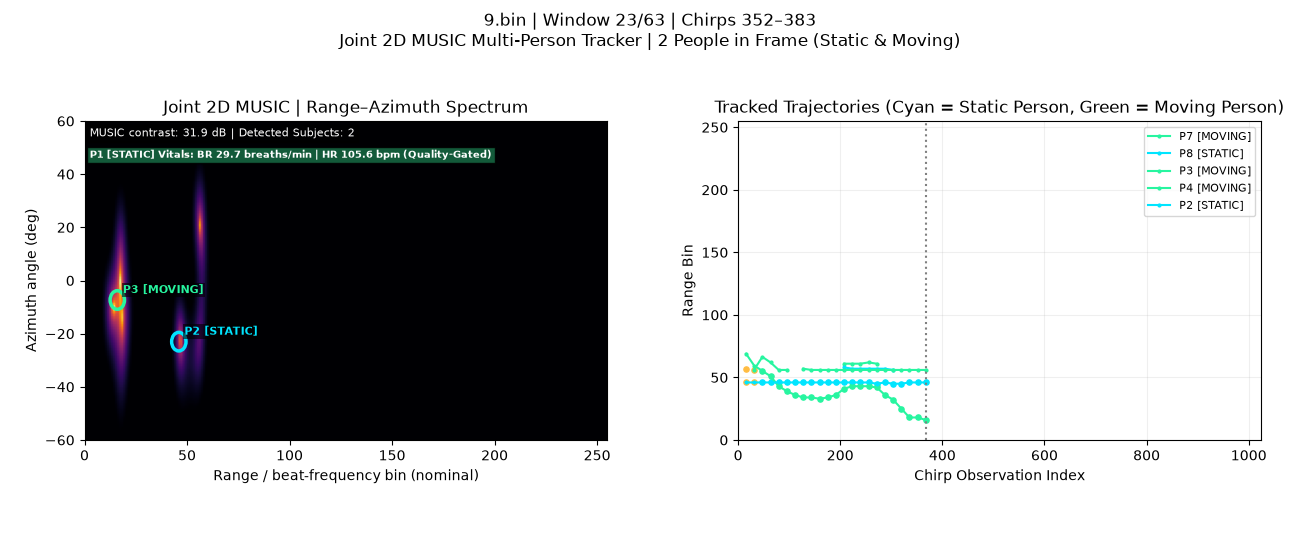 9.bin | Window 23/63 | Chirps 352–383
Joint 2D MUSIC Multi-Person Tracker | 2 People in Frame (Static & Moving)
Joint 2D MUSIC | Range–Azimuth Spectrum
MUSIC contrast: 31.9 dB | Detected Subjects: 2
P1 [STATIC] Vitals: BR 29.7 breaths/min | HR 105.6 bpm (Quality-Gated)
P3 [MOVING]
P2 [STATIC]
Azimuth angle (deg)
60
40
20
0
−20
−40
−60
0
50
100
150
200
250
Range / beat-frequency bin (nominal)
Tracked Trajectories (Cyan = Static Person, Green = Moving Person)
P7 [MOVING]
P8 [STATIC]
P3 [MOVING]
P4 [MOVING]
P2 [STATIC]
Range Bin
250
200
150
100
50
0
0
200
400
600
800
1000
Chirp Observation Index